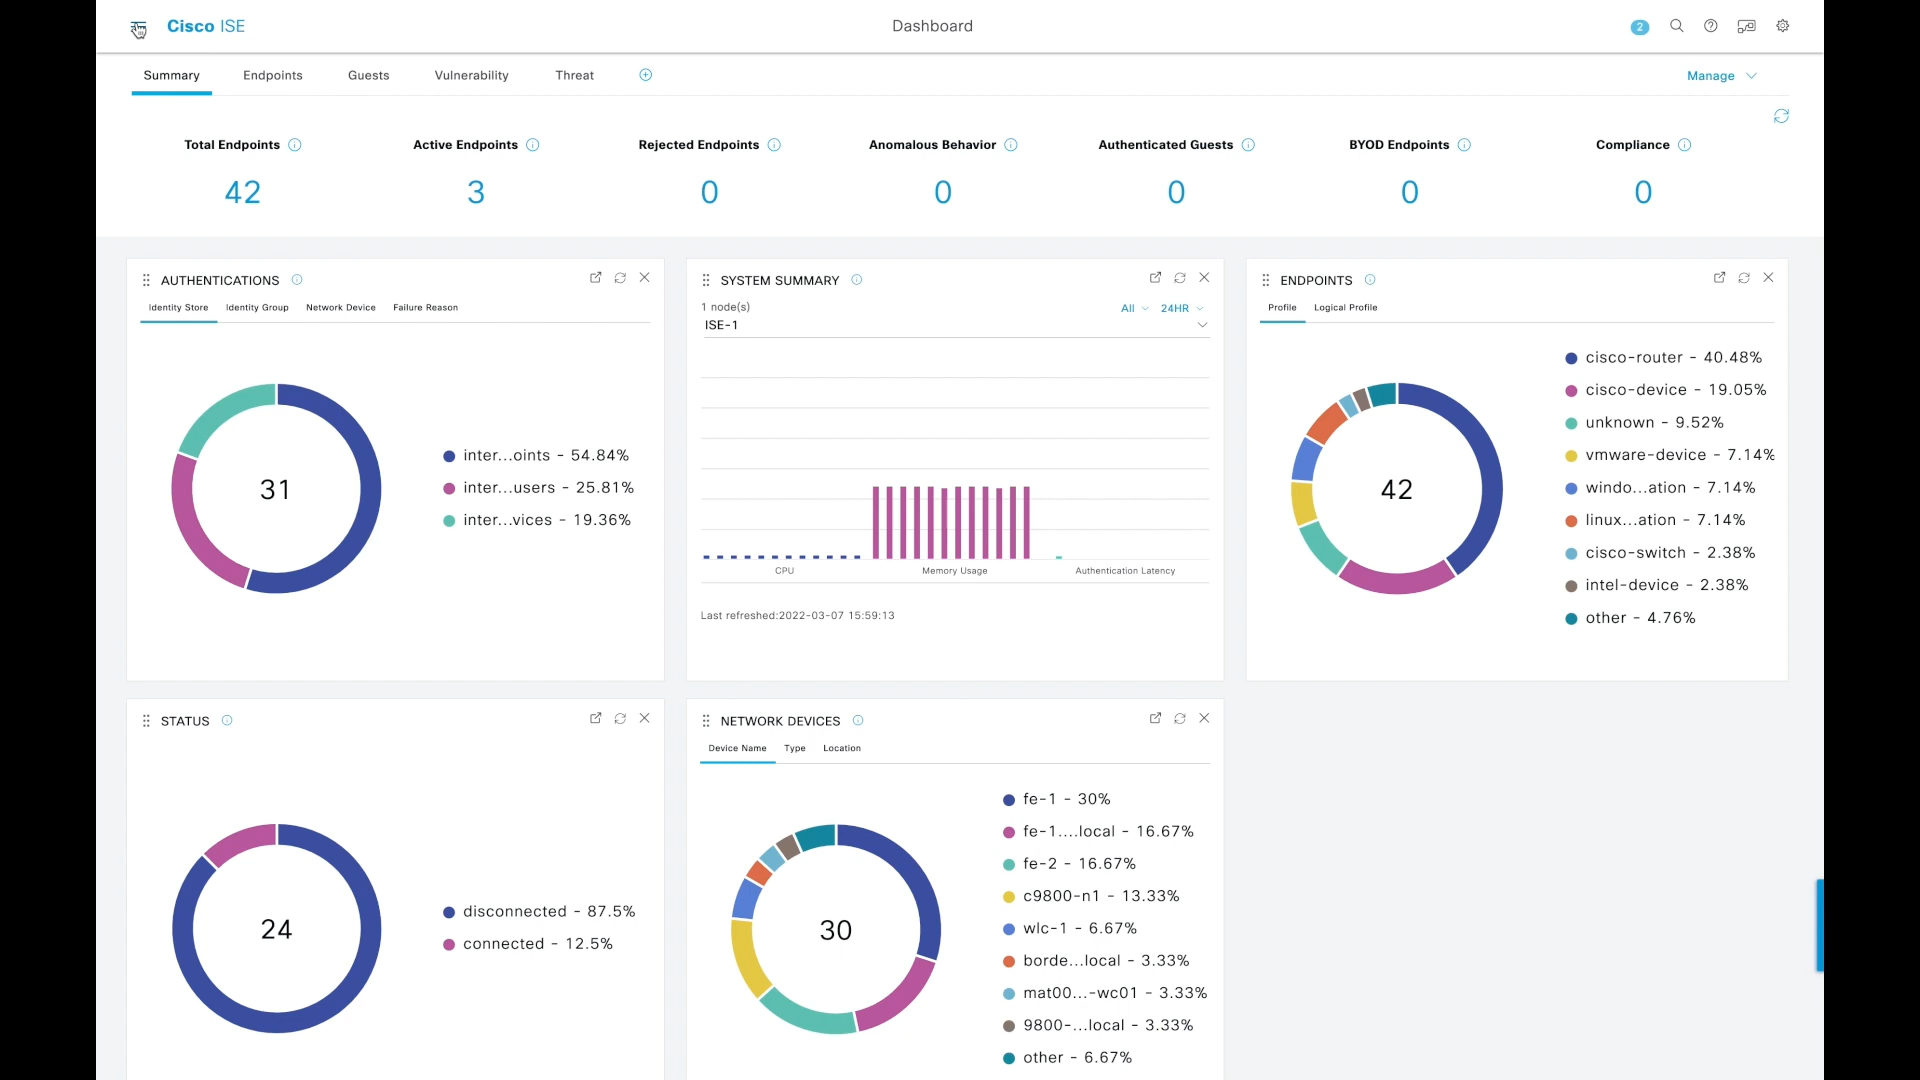 Cisco ISE
Dashboard
2
Summary
Endpoints
Guests
Vulnerability
Threat
Manage
Total Endpoints
Active Endpoints
Rejected Endpoints
Anomalous Behavior
Authenticated Guests
BYOD Endpoints
Compliance
42
3
0
0
0
0
0
AUTHENTICATIONS
Identity Store
Identity Group
Network Device
Failure Reason
31
inter...oints - 54.84%
inter...users - 25.81%
inter...vices - 19.36%
SYSTEM SUMMARY
1 node(s)
All
24HR
ISE-1
CPU
Memory Usage
Authentication Latency
Last refreshed:2022-03-07 15:59:13
ENDPOINTS
Profile
Logical Profile
42
cisco-router - 40.48%
cisco-device - 19.05%
unknown - 9.52%
vmware-device - 7.14%
windo...ation - 7.14%
linux...ation - 7.14%
cisco-switch - 2.38%
intel-device - 2.38%
other - 4.76%
STATUS
24
disconnected - 87.5%
connected - 12.5%
NETWORK DEVICES
Device Name
Type
Location
30
fe-1 - 30%
fe-1....local - 16.67%
fe-2 - 16.67%
c9800-n1 - 13.33%
wlc-1 - 6.67%
borde...local - 3.33%
mat00...-wc01 - 3.33%
9800-...local - 3.33%
other - 6.67%